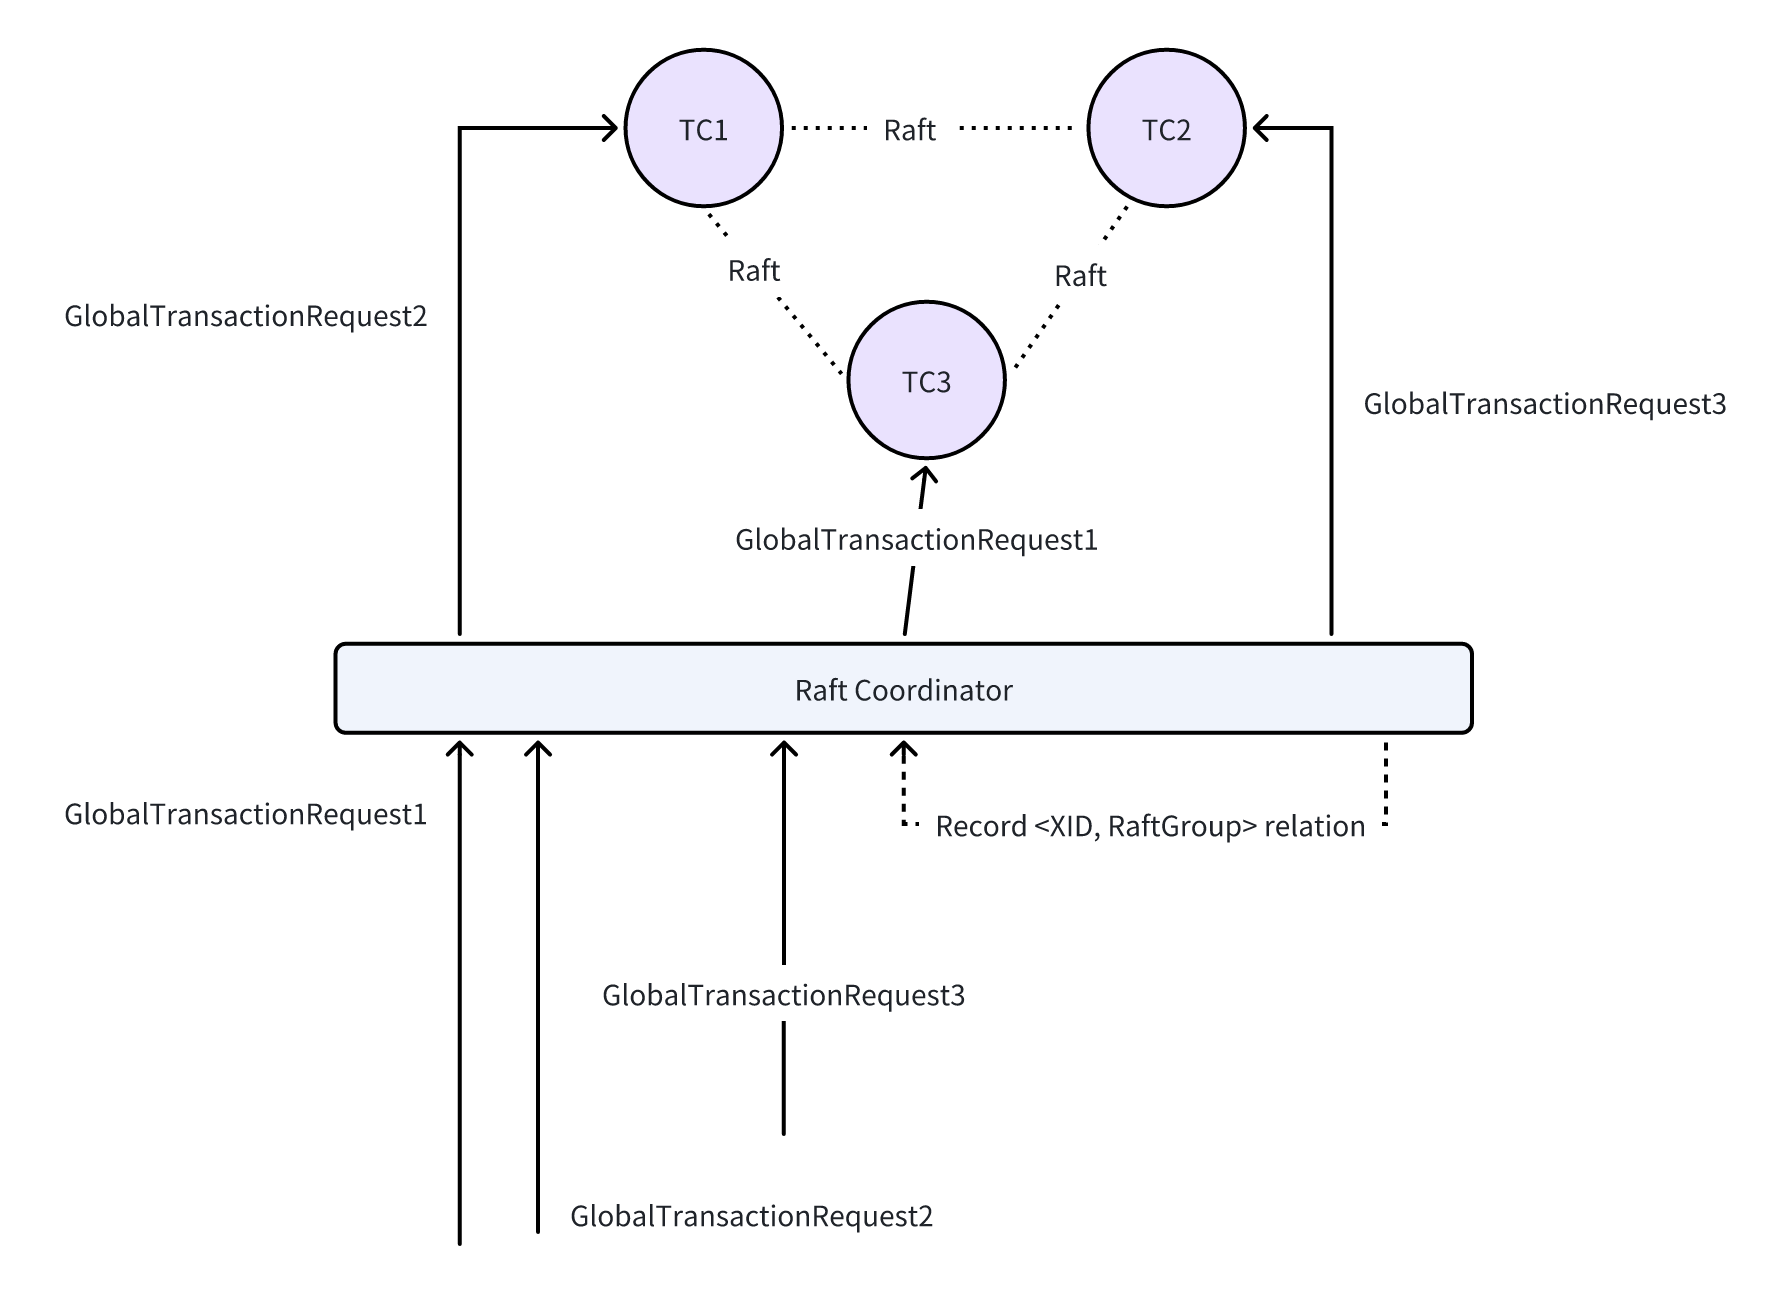 TC1
Raft
TC2
Raft
Raft
GlobalTransactionRequest2
TC3
GlobalTransactionRequest3
GlobalTransactionRequest1
Raft Coordinator
GlobalTransactionRequest1
Record <XID, RaftGroup> relation
GlobalTransactionRequest3
GlobalTransactionRequest2